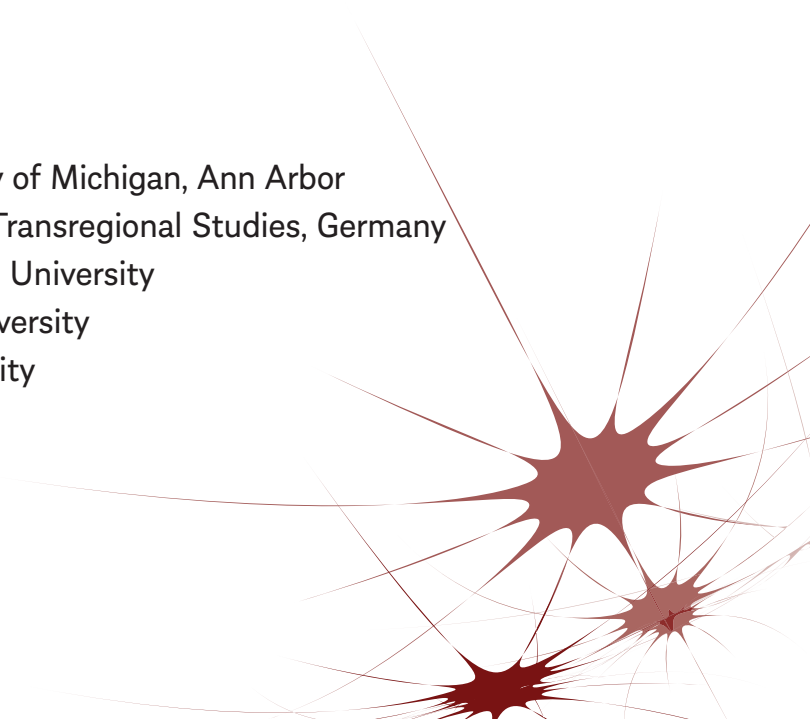 of Michigan, Ann Arbor
Transregional Studies, Germany
University
versity
ity